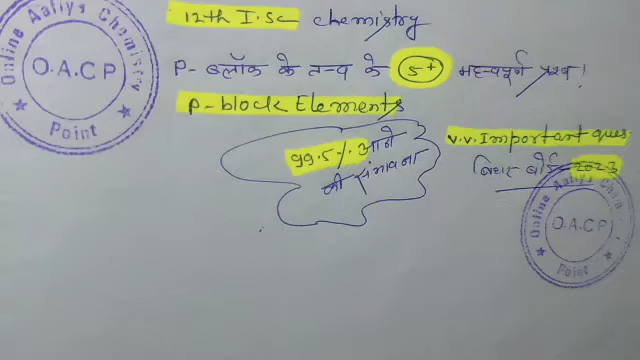 12th I.Sc chemistry
P- ब्लॉक के तत्व के 5+ महत्वपूर्ण प्रश्न!
P-block Elements
99.5% आने
की संभावना
v.v. Important ques
बिहार बोर्ड 2023
Online Aaliya Chemistry
O.A.C.P
Point
Online Aaliya Chemistry
O.A.C.P
Point